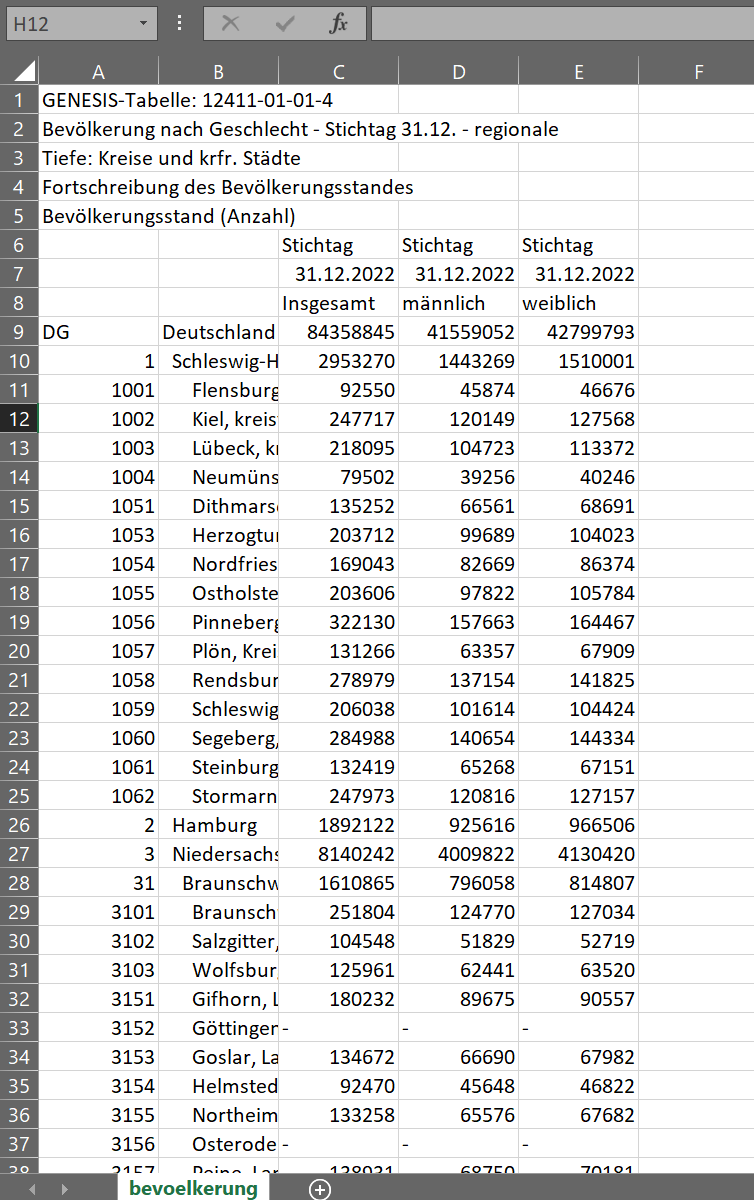 H12 fx
A B C D E F
1 GENESIS-Tabelle: 12411-01-01-4
2 Bevölkerung nach Geschlecht - Stichtag 31.12. - regionale
3 Tiefe: Kreise und krfr. Städte
4 Fortschreibung des Bevölkerungsstandes
5 Bevölkerungsstand (Anzahl)
6 Stichtag Stichtag Stichtag
7 31.12.2022 31.12.2022 31.12.2022
8 Insgesamt männlich weiblich
9 DG Deutschland 84358845 41559052 42799793
10 1 Schleswig-H 2953270 1443269 1510001
11 1001 Flensburg 92550 45874 46676
12 1002 Kiel, kreis 247717 120149 127568
13 1003 Lübeck, kr 218095 104723 113372
14 1004 Neumüns 79502 39256 40246
15 1051 Dithmars 135252 66561 68691
16 1053 Herzogtu 203712 99689 104023
17 1054 Nordfries 169043 82669 86374
18 1055 Ostholste 203606 97822 105784
19 1056 Pinneberg 322130 157663 164467
20 1057 Plön, Krei 131266 63357 67909
21 1058 Rendsbur 278979 137154 141825
22 1059 Schleswig 206038 101614 104424
23 1060 Segeberg, 284988 140654 144334
24 1061 Steinburg 132419 65268 67151
25 1062 Stormarn 247973 120816 127157
26 2 Hamburg 1892122 925616 966506
27 3 Niedersachs 8140242 4009822 4130420
28 31 Braunschw 1610865 796058 814807
29 3101 Braunsch 251804 124770 127034
30 3102 Salzgitter, 104548 51829 52719
31 3103 Wolfsbur 125961 62441 63520
32 3151 Gifhorn, L 180232 89675 90557
33 3152 Göttingen - - -
34 3153 Goslar, La 134672 66690 67982
35 3154 Helmsted 92470 45648 46822
36 3155 Northeim 133258 65576 67682
37 3156 Osterode - - -
38 3157 Peine, Lan 138931 68750 70181
bevoelkerung